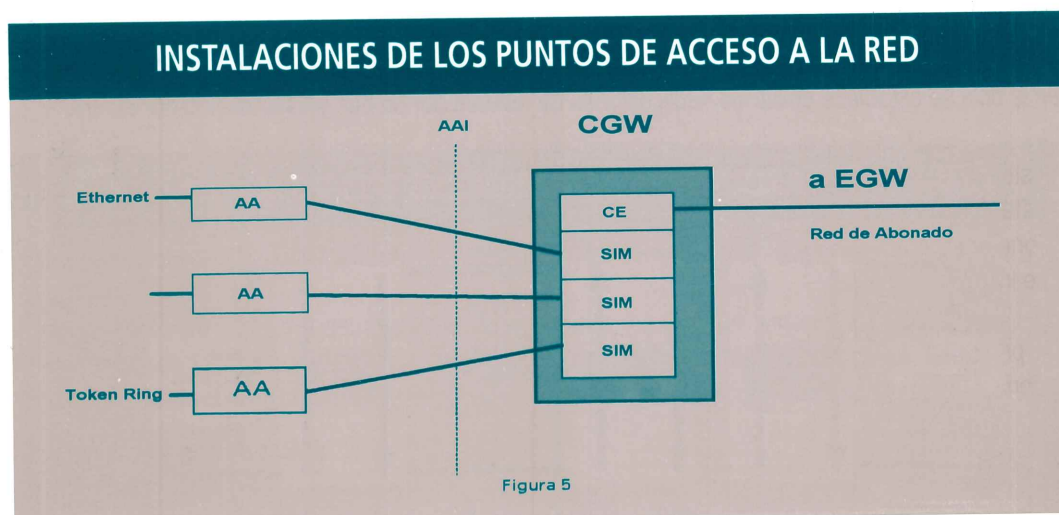 INSTALACIONES DE LOS PUNTOS DE ACCESO A LA RED
AAI
CGW
Ethernet
AA
CE
a EGW
SIM
Red de Abonado
AA
SIM
SIM
Token Ring
AA
Figura 5